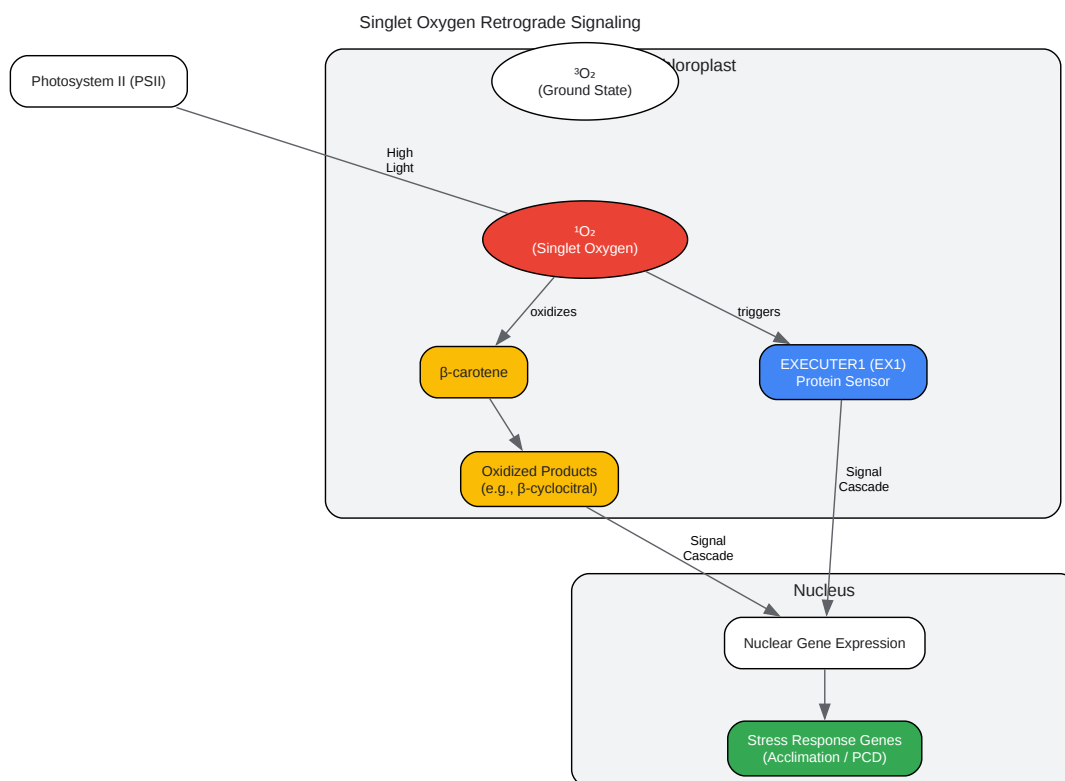 Singlet Oxygen Retrograde Signaling
hloroplast
³O₂
(Ground State)
Photosystem II (PSII)
High
Light
¹O₂
(Singlet Oxygen)
oxidizes
triggers
β-carotene
EXECUTER1 (EX1)
Protein Sensor
Oxidized Products
(e.g., β-cyclocitral)
Signal
Cascade
Signal
Cascade
Nucleus
Nuclear Gene Expression
Stress Response Genes
(Acclimation / PCD)